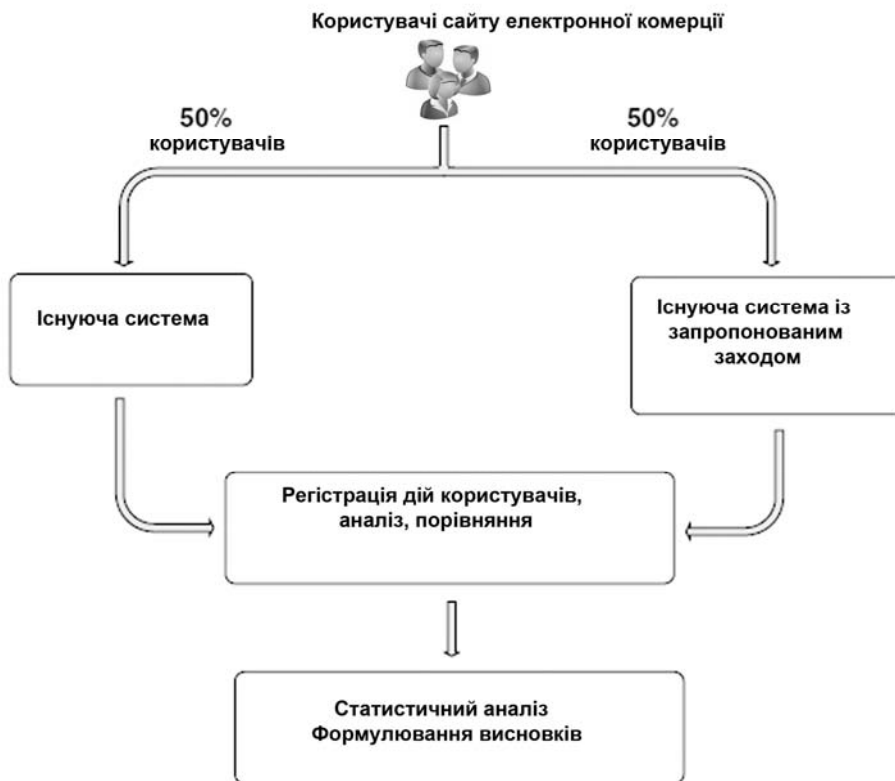 Користувачі сайту електронної комерції
50%
користувачів
50%
користувачів
Існуюча система
Існуюча система із
запропонованим
заходом
Регістрація дій користувачів,
аналіз, порівняння
Статистичний аналіз
Формулювання висновків